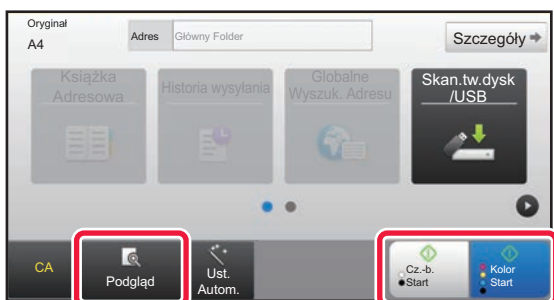 Oryginał
A4
Adres
Główny Folder
Szczegóły
Książka
Adresowa
Historia wysyłania
Globalne
Wyszuk. Adresu
Skan.tw.dysk
/USB
CA
Podgląd
Ust.
Autom.
Cz.-b.
Start
Kolor
Start